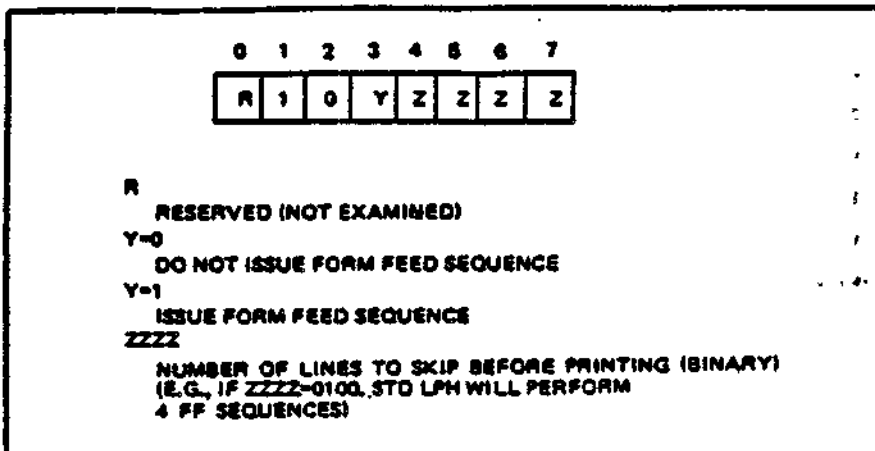 0 1 2 3 4 5 6 7
R 1 0 Y Z Z Z Z
R
RESERVED (NOT EXAMINED)
Y=0
DO NOT ISSUE FORM FEED SEQUENCE
Y=1
ISSUE FORM FEED SEQUENCE
ZZZZ
NUMBER OF LINES TO SKIP BEFORE PRINTING (BINARY)
(E.G., IF ZZZZ=0100, STD LPH WILL PERFORM
4 FF SEQUENCES)